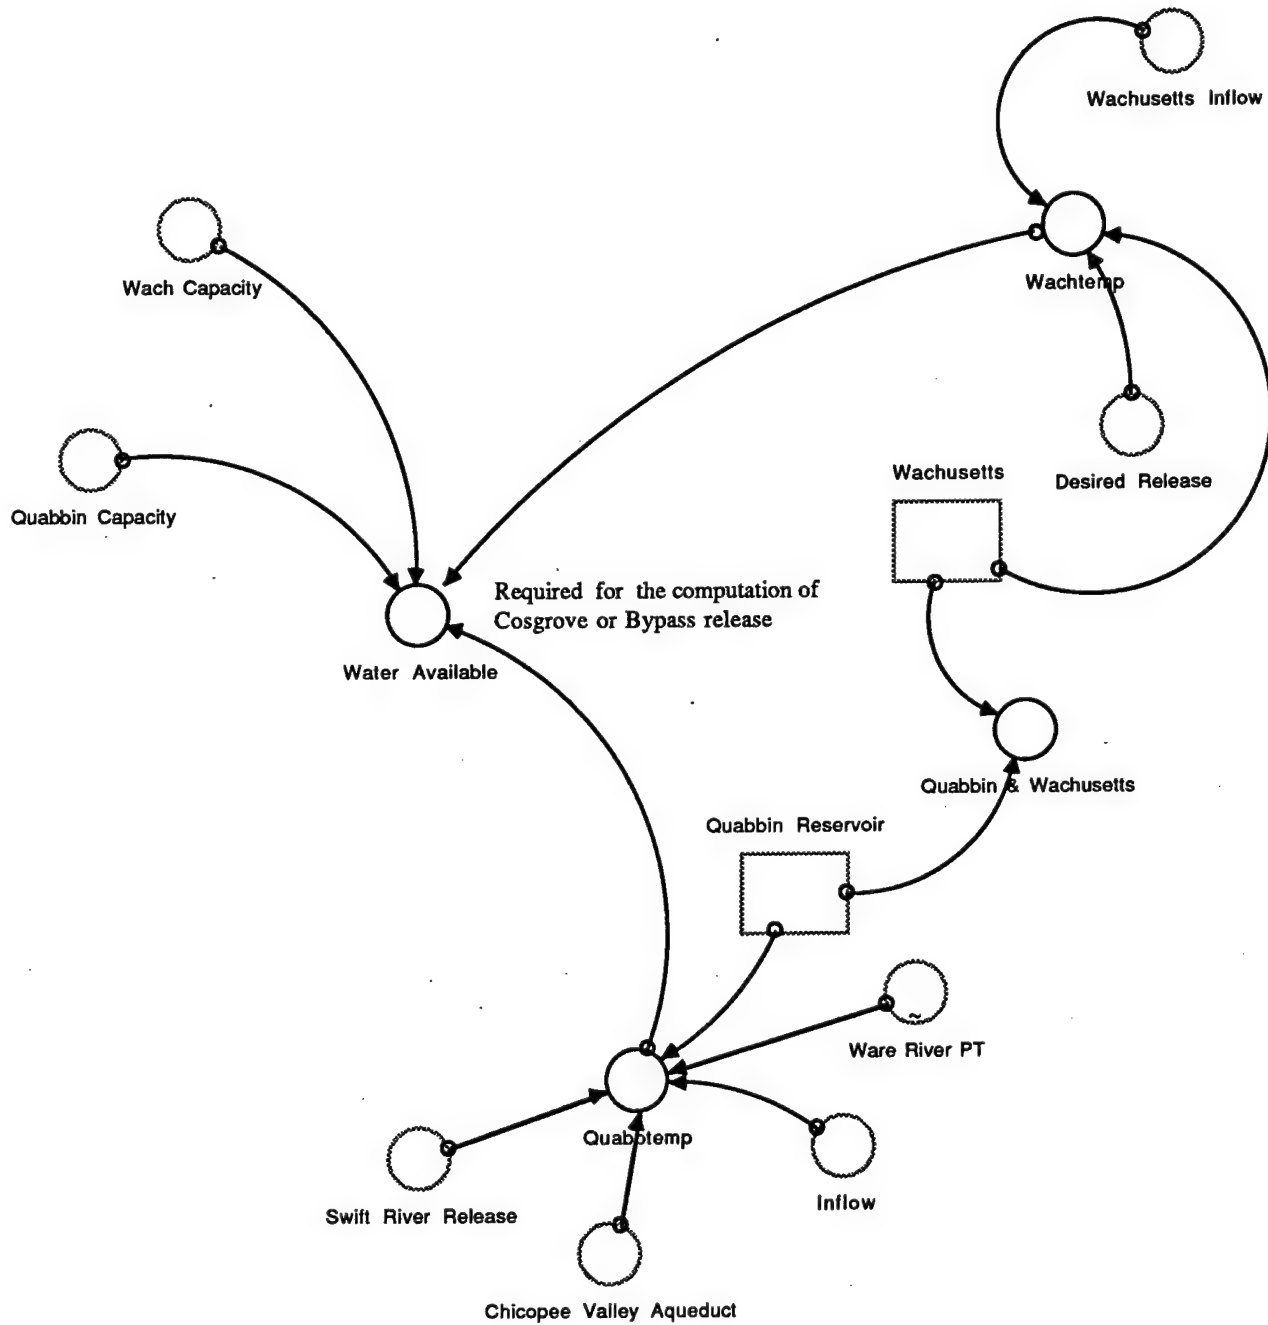 Wachusetts Inflow
Wach Capacity
Wachtemp
Wachusetts
Desired Release
Quabbin Capacity
Required for the computation of
Cosgrove or Bypass release
Water Available
Quabbin & Wachusetts
Quabbin Reservoir
~
Ware River PT
Quabbtemp
Inflow
Swift River Release
Chicopee Valley Aqueduct